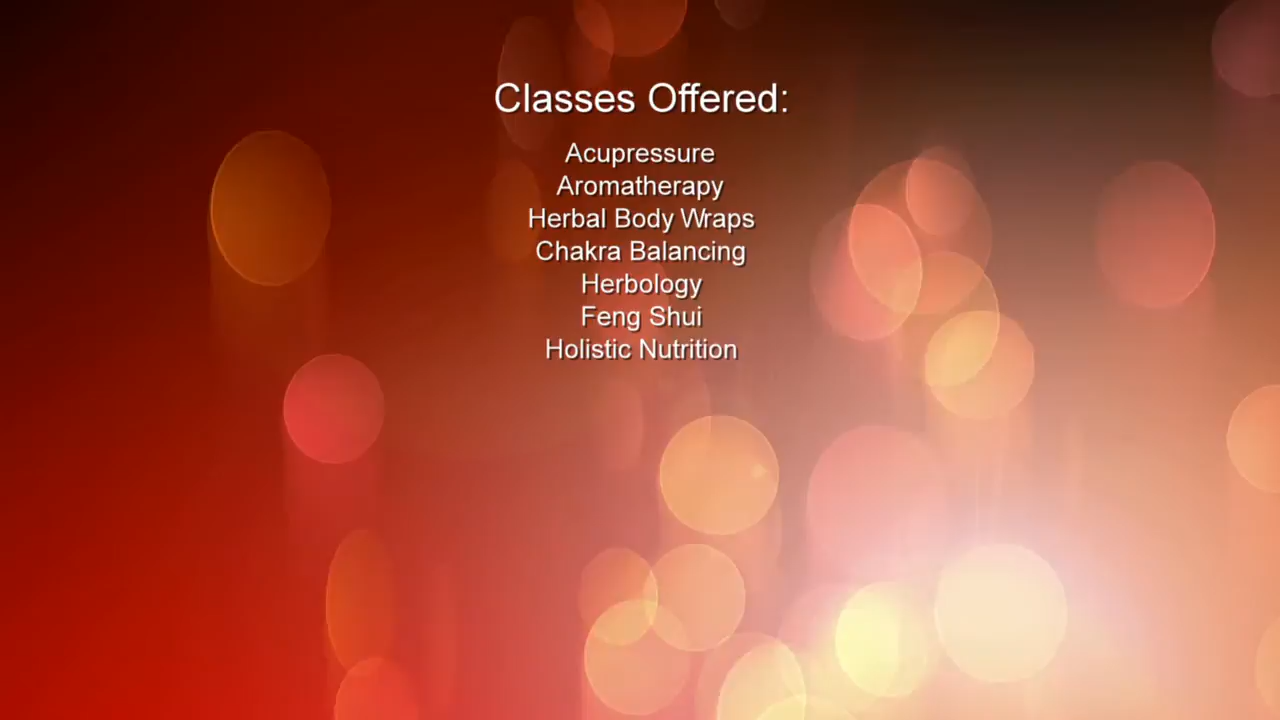 Classes Offered:
Acupressure
Aromatherapy
Herbal Body Wraps
Chakra Balancing
Herbology
Feng Shui
Holistic Nutrition